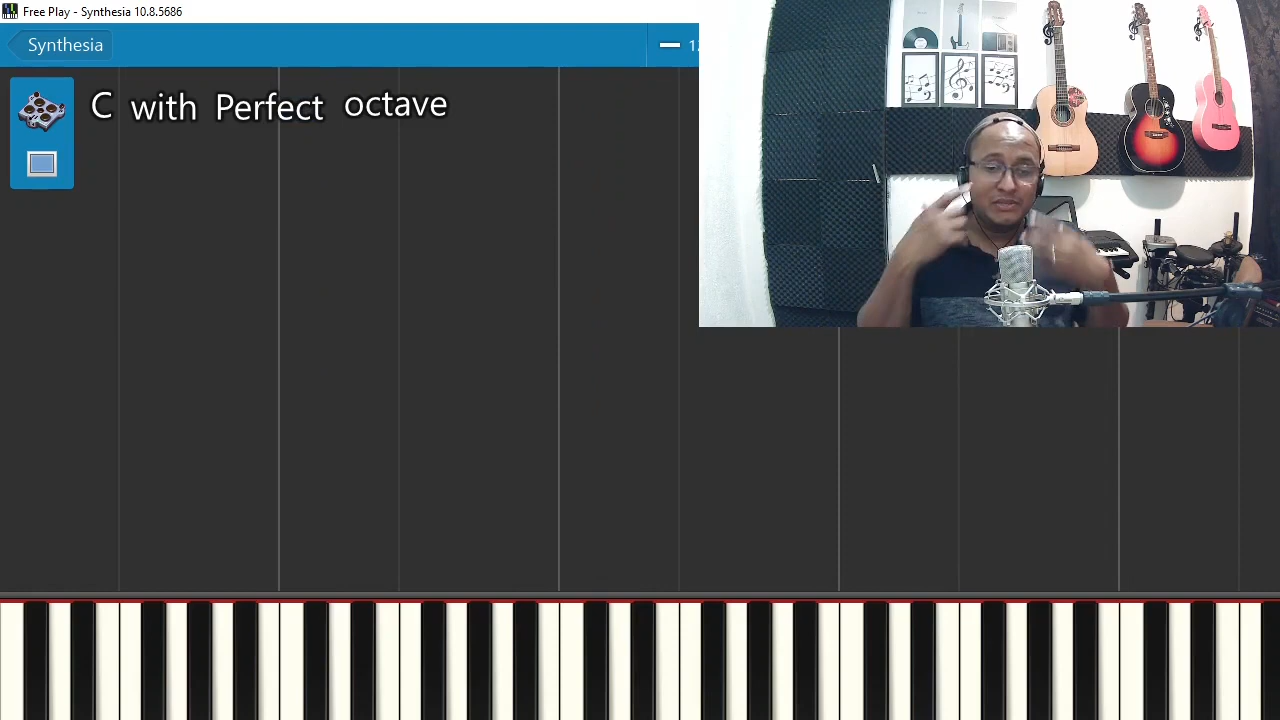 Free Play - Synthesia 10.8.5686
Synthesia
C with Perfect octave